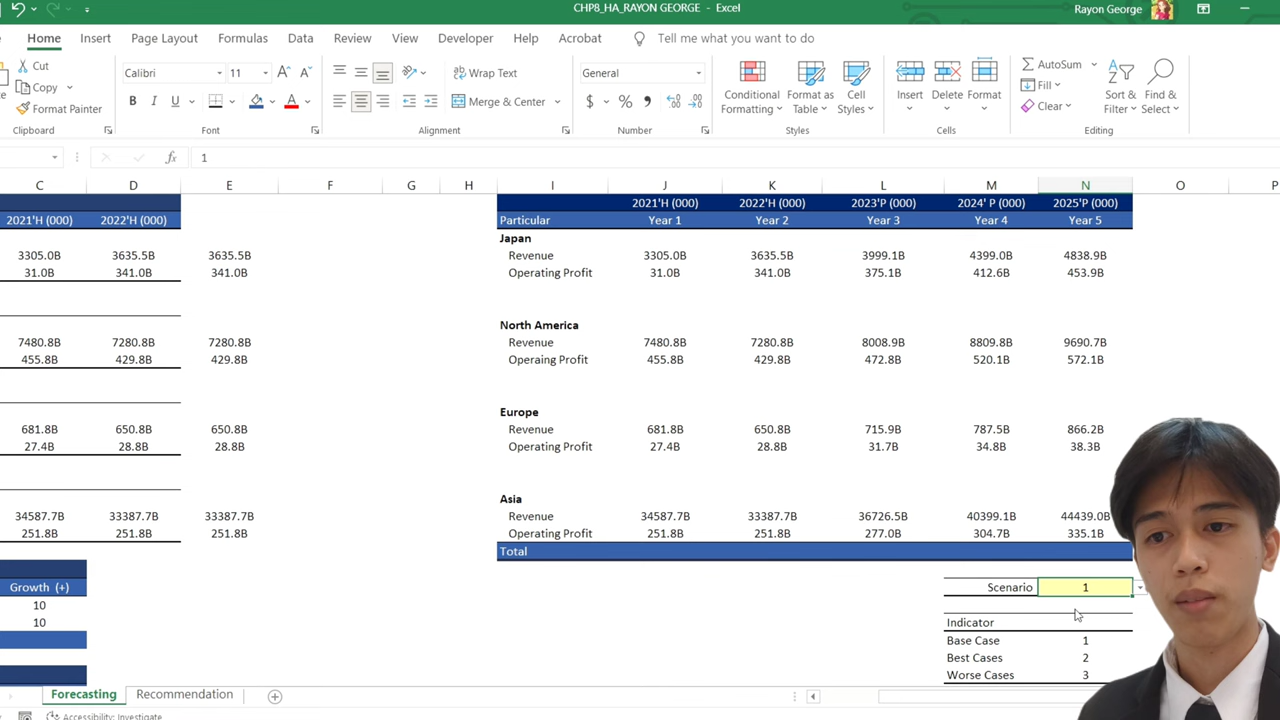 CHP8_HA_RAYON GEORGE - Excel
Rayon George
Home Insert Page Layout Formulas Data Review View Developer Help Acrobat Tell me what you want to do
Cut
Copy
Format Painter
Clipboard
Calibri 11
B I U
Font
Wrap Text
Merge & Center
Alignment
General
$ % 9
Number
Conditional Formatting
Format as Table
Cell Styles
Styles
Insert Delete Format
Cells
AutoSum
Fill
Clear
Sort & Filter
Find & Select
Editing
fx 1
C D E F G H I J K L M N O P
2021'H (000) 2022'H (000) 2023'P (000) 2024' P (000) 2025'P (000)
2021'H (000) 2022'H (000) Particular Year 1 Year 2 Year 3 Year 4 Year 5
Japan
3305.0B 3635.5B 3635.5B Revenue 3305.0B 3635.5B 3999.1B 4399.0B 4838.9B
31.0B 341.0B 341.0B Operating Profit 31.0B 341.0B 375.1B 412.6B 453.9B
North America
7480.8B 7280.8B 7280.8B Revenue 7480.8B 7280.8B 8008.9B 8809.8B 9690.7B
455.8B 429.8B 429.8B Operaing Profit 455.8B 429.8B 472.8B 520.1B 572.1B
Europe
681.8B 650.8B 650.8B Revenue 681.8B 650.8B 715.9B 787.5B 866.2B
27.4B 28.8B 28.8B Operating Profit 27.4B 28.8B 31.7B 34.8B 38.3B
Asia
34587.7B 33387.7B 33387.7B Revenue 34587.7B 33387.7B 36726.5B 40399.1B 44439.0B
251.8B 251.8B 251.8B Operating Profit 251.8B 251.8B 277.0B 304.7B 335.1B
Total
Growth (+) Scenario 1
10
10 Indicator
Base Case 1
Best Cases 2
Worse Cases 3
Forecasting Recommendation
Accessibility: Investigate